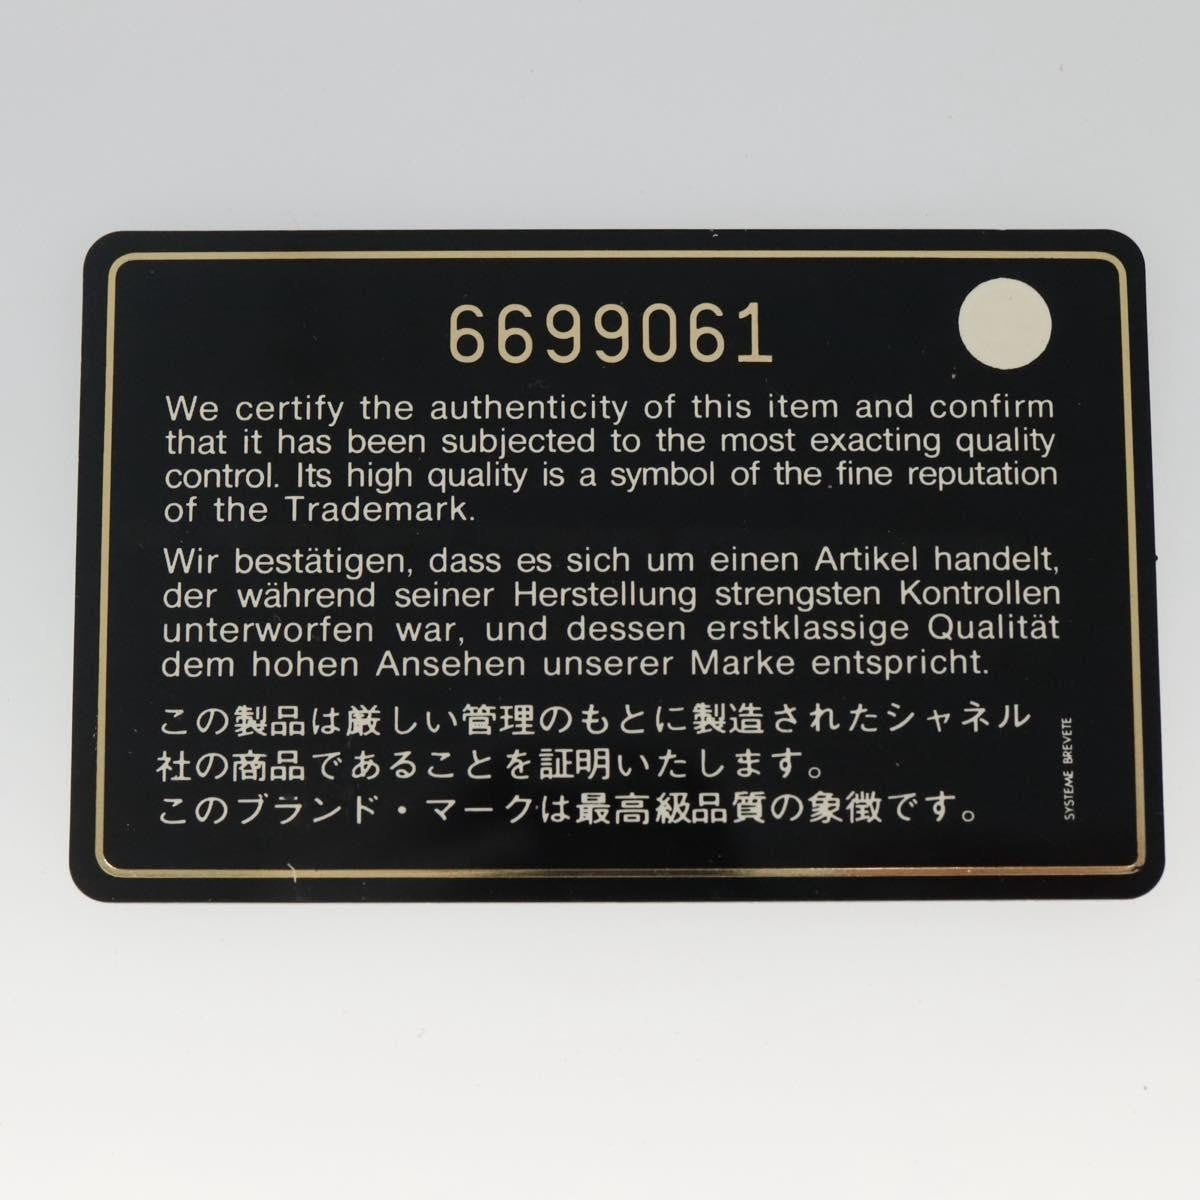 6699061
We certify the authenticity of this item and confirm
that it has been subjected to the most exacting quality
control. Its high quality is a symbol of the fine reputation
of the Trademark.
Wir bestätigen, dass es sich um einen Artikel handelt,
der während seiner Herstellung strengsten Kontrollen
unterworfen war, und dessen erstklassige Qualität
dem hohen Ansehen unserer Marke entspricht.
この製品は厳しい管理のもとに製造されたシャネル
社の商品であることを証明いたします。
このブランド・マークは最高級品質の象徴です。
SYSTEME BREVETE